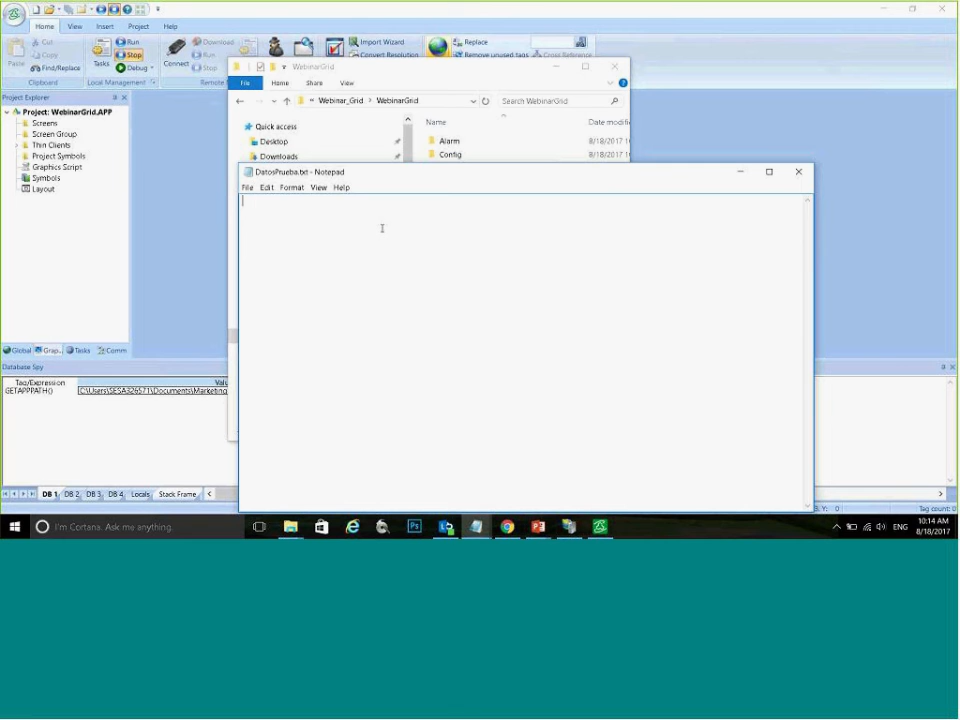 Home View Insert Project Help
Cut
Copy
Paste
Find/Replace
Clipboard
Tasks
Run
Stop
Debug
Local Management
Connect
Download
Run
Stop
Remote
Import Wizard
Convert Resolution
Replace
Remove unused tags
Cross Reference
WebinarGrid
File Home Share View
Webinar_Grid > WebinarGrid
Search WebinarGrid
Project Explorer
Project: WebinarGrid.APP
Screens
Screen Group
Thin Clients
Project Symbols
Graphics Script
Symbols
Layout
Quick access
Desktop
Downloads
Name
Date modifi
Alarm
8/18/2017 1
Config
8/18/2017 1
DatosPrueba.txt - Notepad
File Edit Format View Help
Global Grap... Tasks Comm
Database Spy
Tag/Expression Valu
GETAPPPATH() C:\Users\SESA326571\Documents\Marketing
DB 1 DB 2 DB 3 DB 4 Locals Stack Frame
Y: 0
Tag count: 0
I'm Cortana. Ask me anything.
Ps
ENG
10:14 AM
8/18/2017